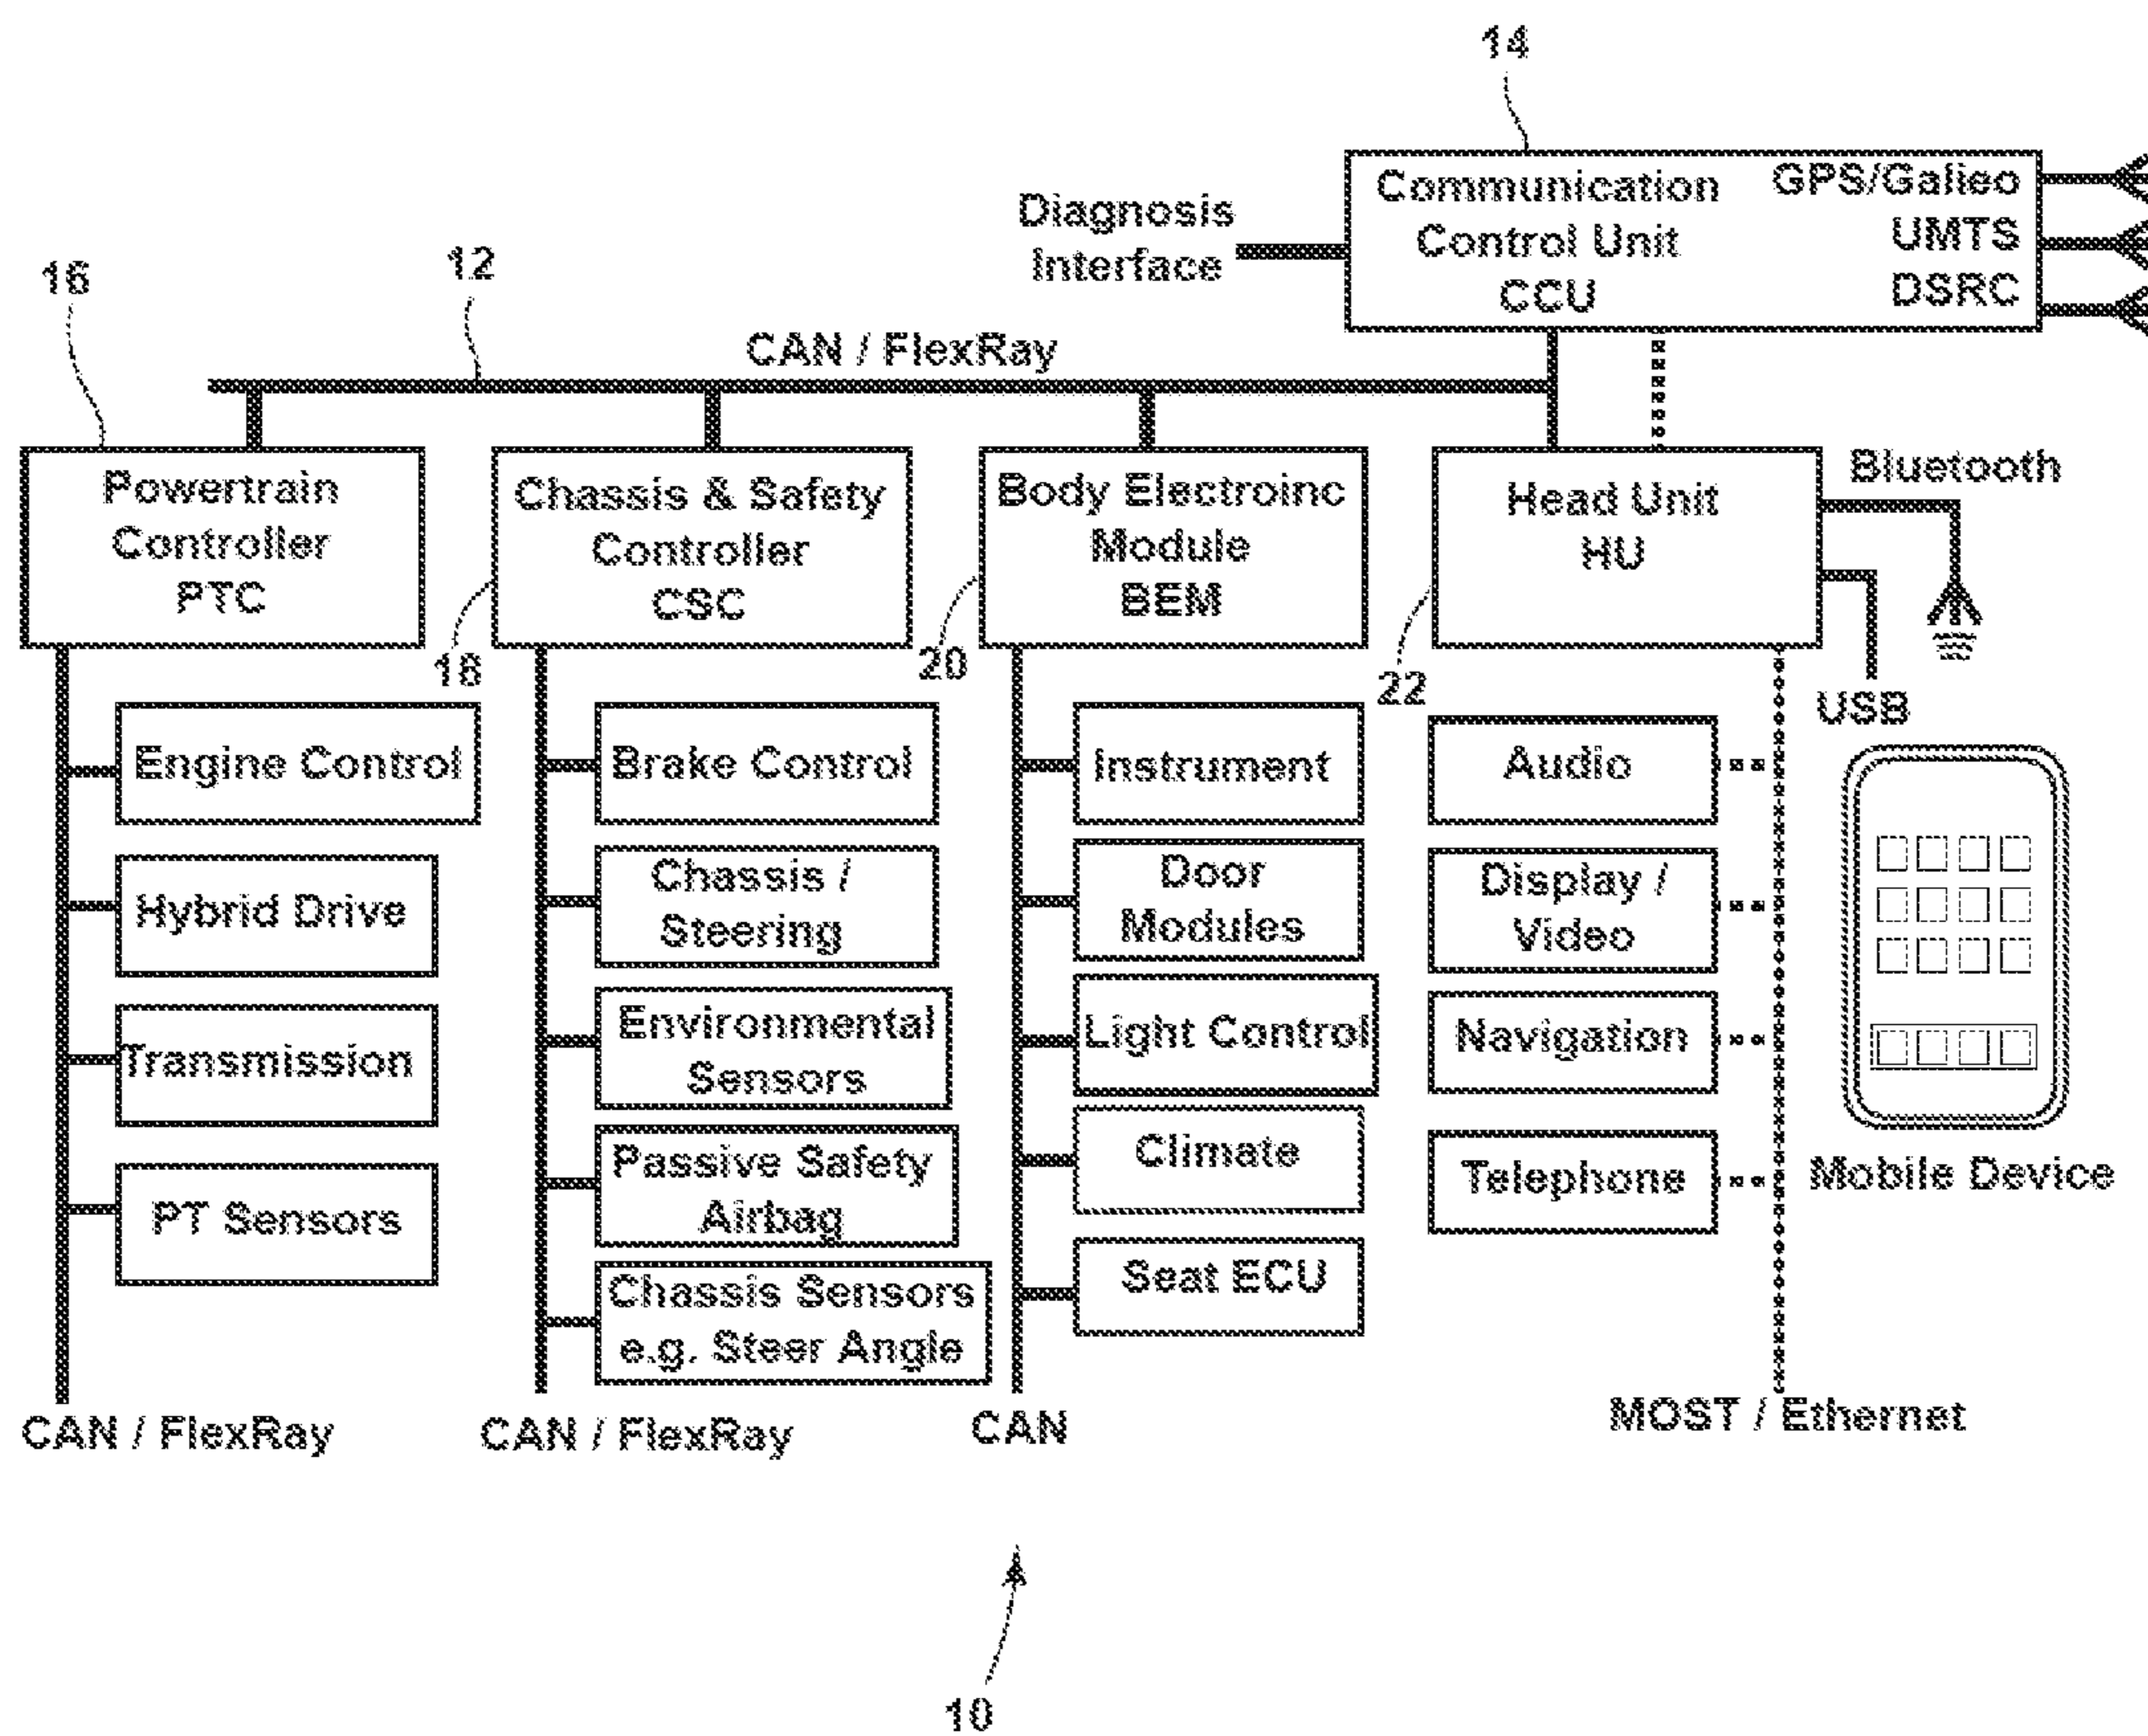 14
Communication
Control Unit
CCU
GPS/Galieo
UMTS
DSRC
Diagnosis
Interface
16
12
CAN / FlexRay
Powertrain
Controller
PTC
Chassis & Safety
Controller
CSC
Body Electroinc
Module
BEM
Head Unit
HU
Bluetooth
18
20
22
USB
Engine Control
Hybrid Drive
Transmission
PT Sensors
CAN / FlexRay
Brake Control
Chassis /
Steering
Environmental
Sensors
Passive Safety
Airbag
Chassis Sensors
e.g. Steer Angle
CAN / FlexRay
Instrument
Door
Modules
Light Control
Climate
Seat ECU
CAN
Audio
Display /
Video
Navigation
Telephone
MOST / Ethernet
Mobile Device
10